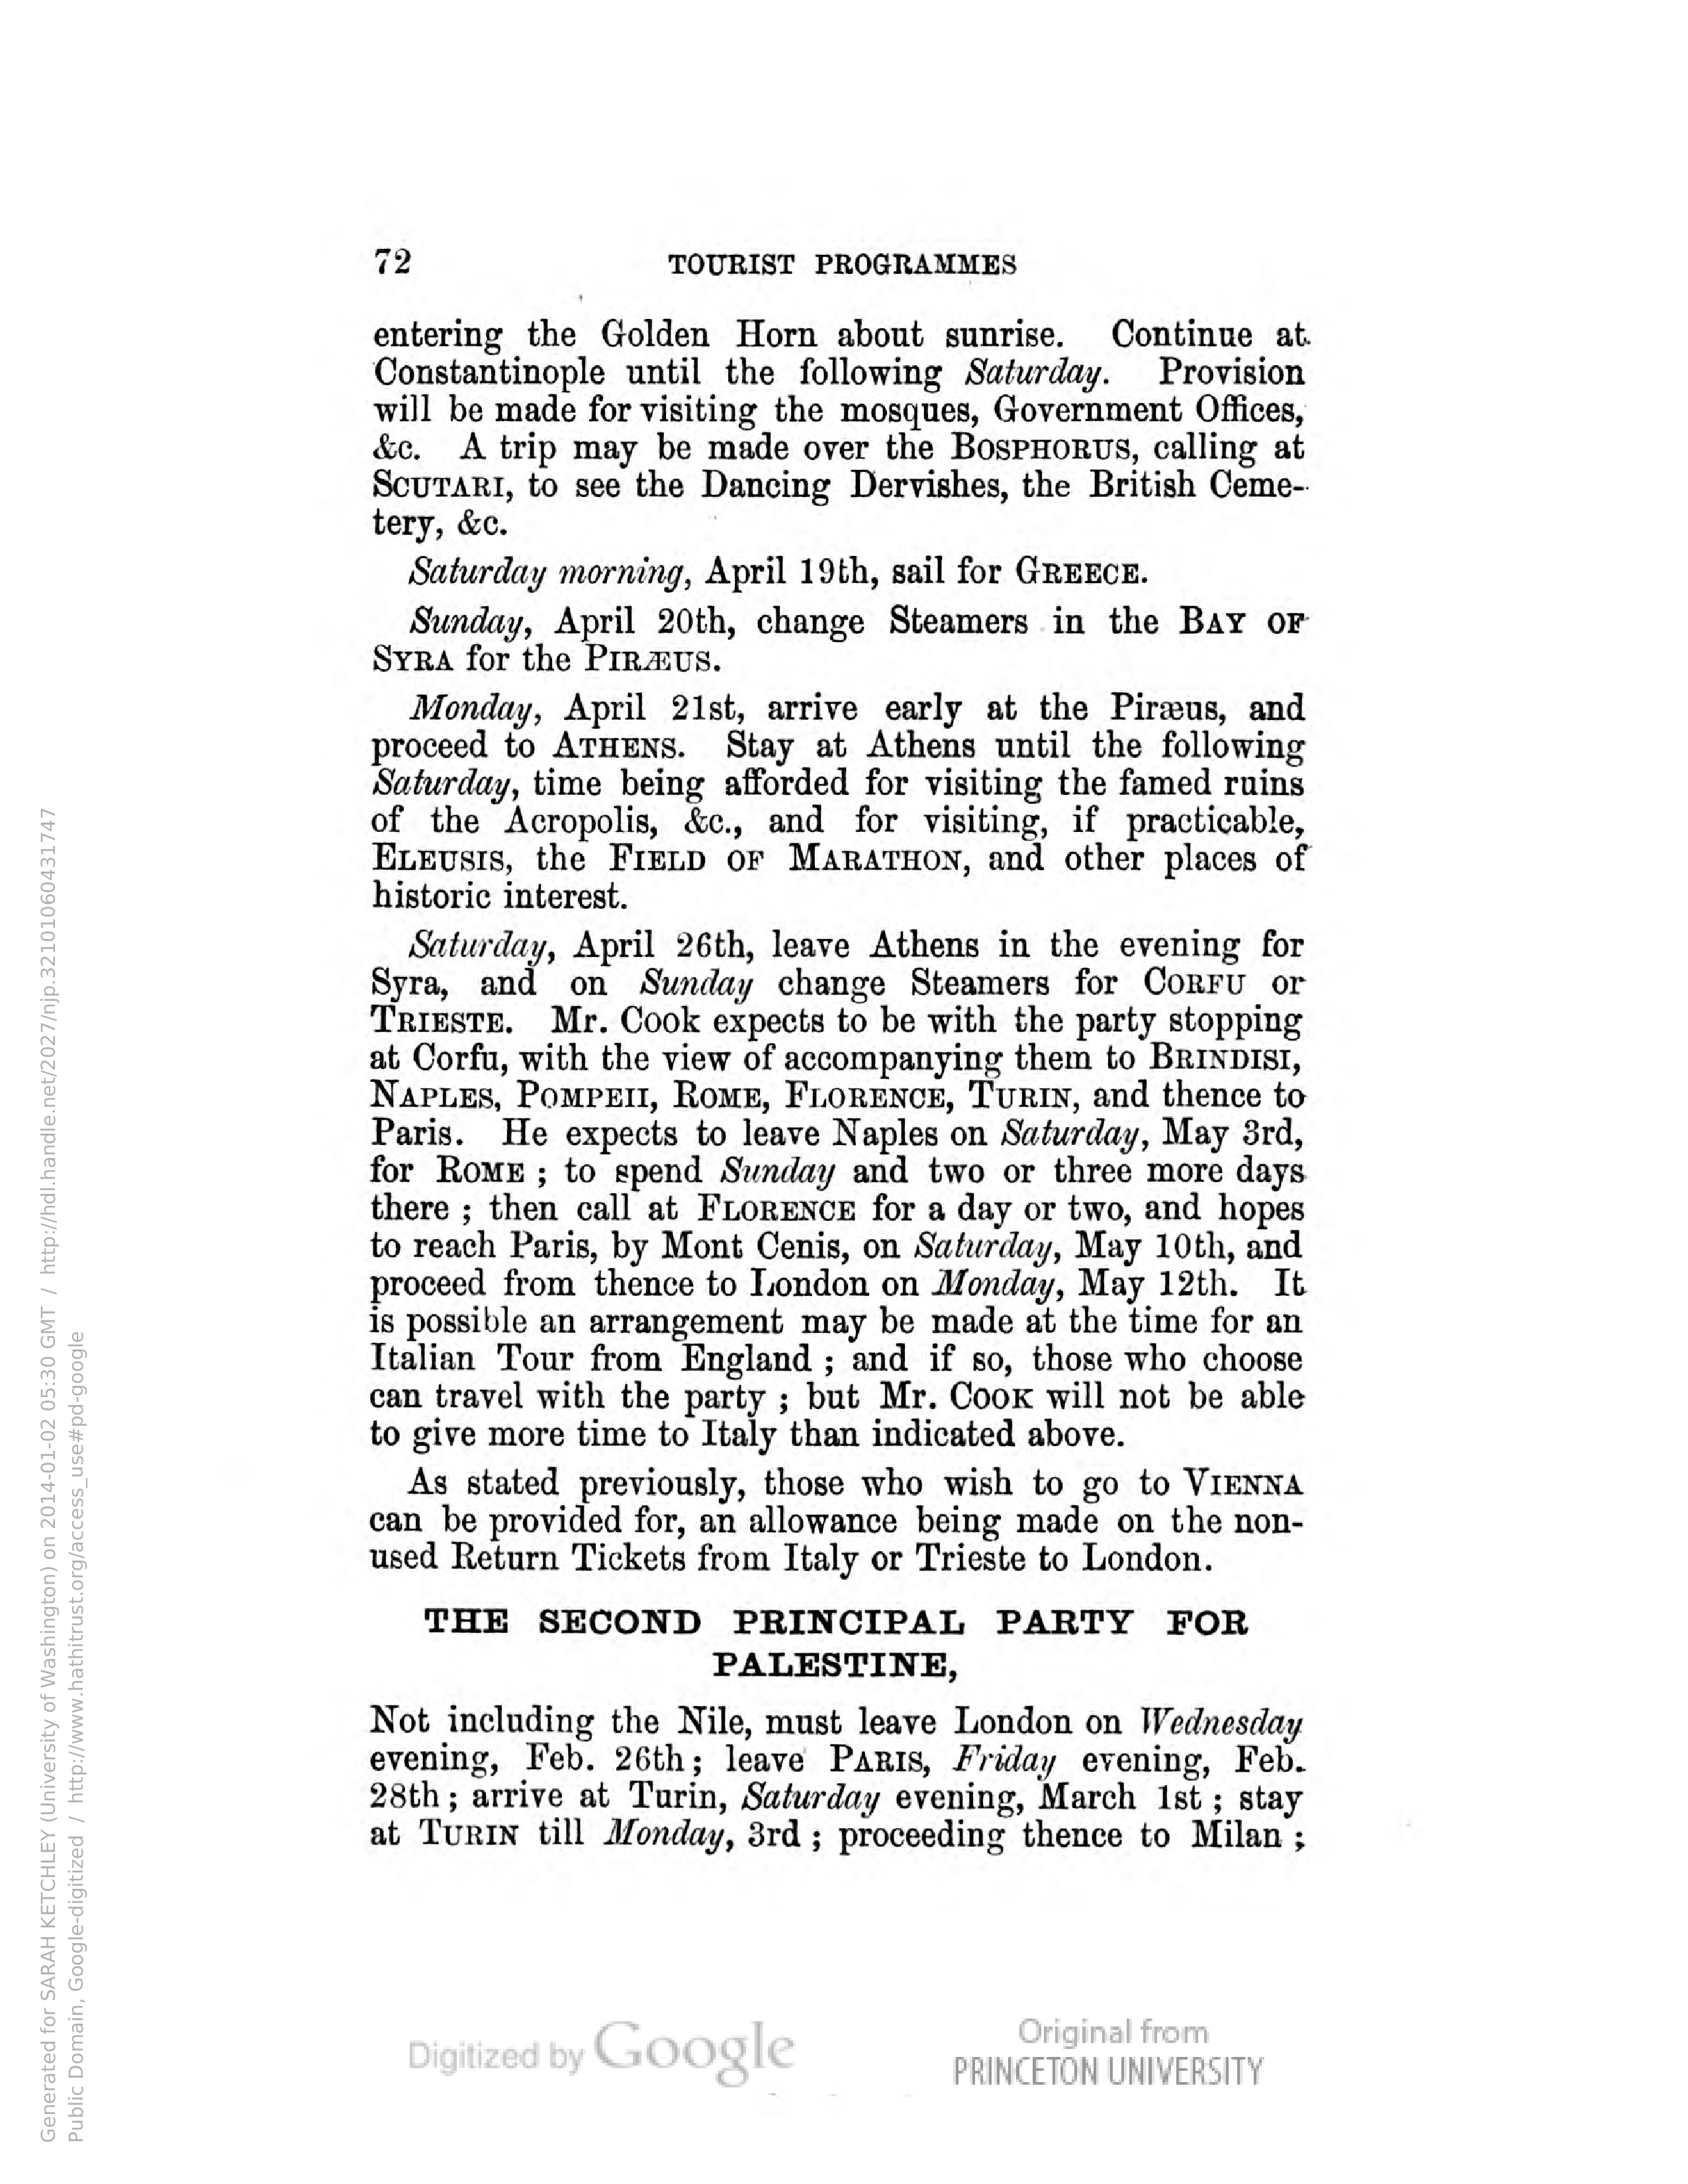 72 TOURIST PROGRAMMES
entering the Golden Horn about sunrise. Continue at
Constantinople until the following Saturday. Provision
will be made for visiting the mosques, Government Offices,
&c. A trip may be made over the BOSPHORUS, calling at
SCUTARI, to see the Dancing Dervishes, the British Ceme-
tery, &c.
Saturday morning, April 19th, sail for GREECE.
Sunday, April 20th, change Steamers in the BAY OF
SYRA for the PIRÆUS.
Monday, April 21st, arrive early at the Piræus, and
proceed to ATHENS. Stay at Athens until the following
Saturday, time being afforded for visiting the famed ruins
of the Acropolis, &c., and for visiting, if practicable,
ELEUSIS, the FIELD OF MARATHON, and other places of
historic interest.
Saturday, April 26th, leave Athens in the evening for
Syra, and on Sunday change Steamers for CORFU or
TRIESTE. Mr. Cook expects to be with the party stopping
at Corfu, with the view of accompanying them to BRINDISI,
NAPLES, POMPEII, ROME, FLORENCE, TURIN, and thence to
Paris. He expects to leave Naples on Saturday, May 3rd,
for ROME ; to spend Sunday and two or three more days
there ; then call at FLORENCE for a day or two, and hopes
to reach Paris, by Mont Cenis, on Saturday, May 10th, and
proceed from thence to London on Monday, May 12th. It
is possible an arrangement may be made at the time for an
Italian Tour from England ; and if so, those who choose
can travel with the party ; but Mr. COOK will not be able
to give more time to Italy than indicated above.
As stated previously, those who wish to go to VIENNA
can be provided for, an allowance being made on the non-
used Return Tickets from Italy or Trieste to London.
THE SECOND PRINCIPAL PARTY FOR
PALESTINE,
Not including the Nile, must leave London on Wednesday
evening, Feb. 26th ; leave PARIS, Friday evening, Feb.
28th ; arrive at Turin, Saturday evening, March 1st ; stay
at TURIN till Monday, 3rd ; proceeding thence to Milan ;
Digitized by Google
Original from
PRINCETON UNIVERSITY
Generated for SARAH KETCHLEY (University of Washington) on 2014-01-02 05:30 GMT / http://hdl.handle.net/2027/njp.32101060431747
Public Domain, Google-digitized / http://www.hathitrust.org/access_use#pd-google